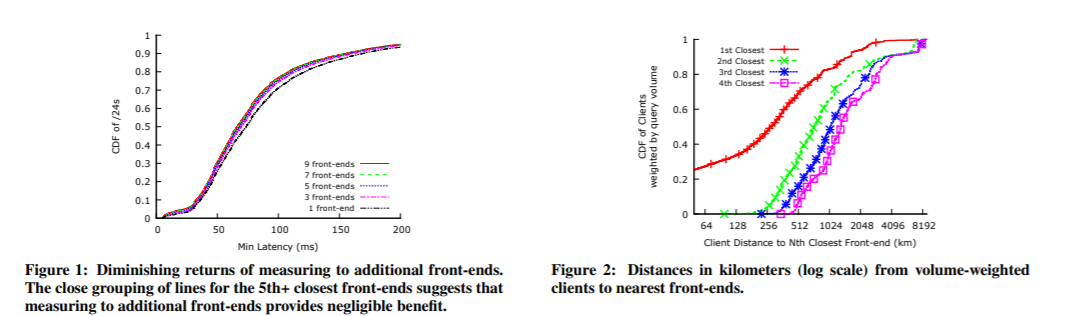 1
0.9
0.8
0.7
0.6
0.5
0.4
0.3
0.2
0.1
0
CDF of /24s
9 front-ends
7 front-ends
5 front-ends
3 front-ends
1 front-end
0 50 100 150 200
Min Latency (ms)
Figure 1: Diminishing returns of measuring to additional front-ends.
The close grouping of lines for the 5th+ closest front-ends suggests that
measuring to additional front-ends provides negligible benefit.
1
0.8
0.6
0.4
0.2
0
CDF of Clients
weighted by query volume
1st Closest
2nd Closest
3rd Closest
4th Closest
64 128 256 512 1024 2048 4096 8192
Client Distance to Nth Closest Front-end (km)
Figure 2: Distances in kilometers (log scale) from volume-weighted
clients to nearest front-ends.